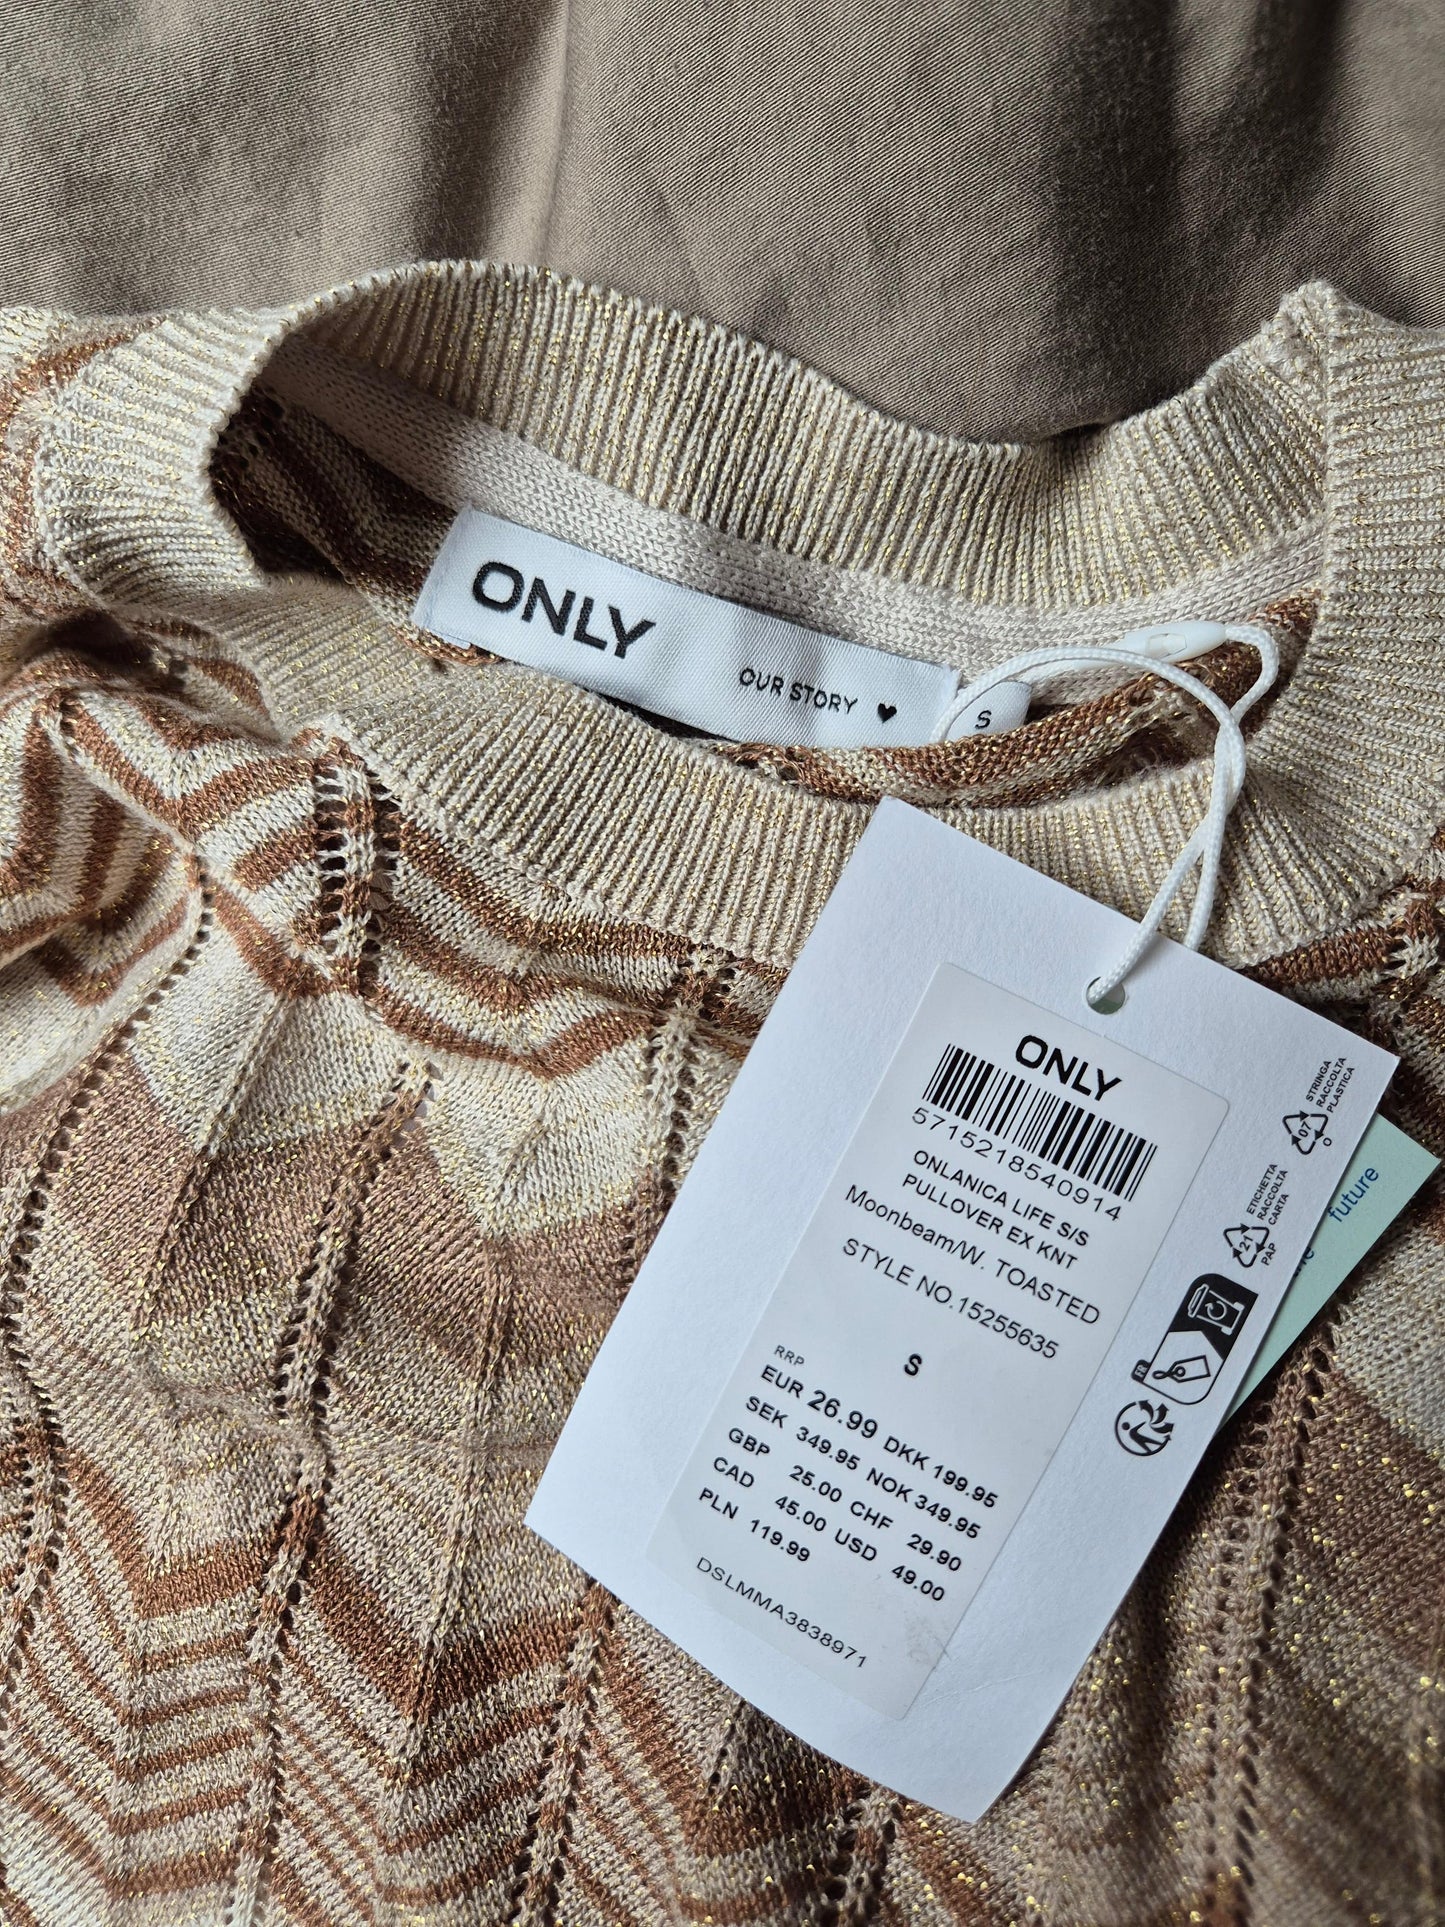 ONLY
OUR STORY ♥
S
ONLY
5715218540914
ONLANICA LIFE S/S
PULLOVER EX KNT
Moonbeam/W. TOASTED
STYLE NO.15255635
S
RRP
EUR 26.99 DKK 199.95
SEK 349.95 NOK 349.95
GBP 25.00 CHF 29.90
CAD 45.00 USD 49.00
PLN 119.99
DSLMMA3838971
STRINGA
RACCOLTA
PLASTICA
07
O
ETICHETTA
RACCOLTA
CARTA
21
PAP
FR
future